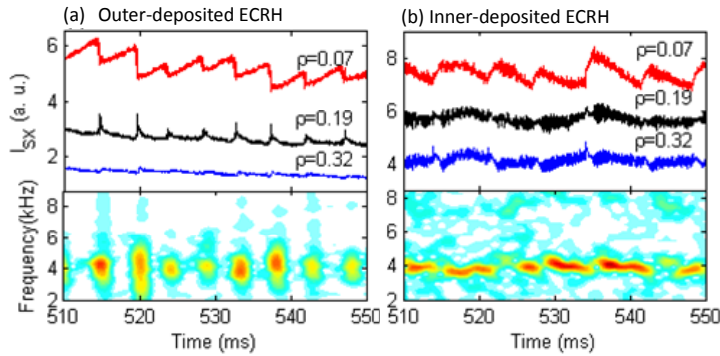 (a) Outer-deposited ECRH
(b) Inner-deposited ECRH
I_SX (a. u.)
6
4
2
ρ=0.07
ρ=0.19
ρ=0.32
8
6
4
ρ=0.07
ρ=0.19
ρ=0.32
Frequency(kHz)
8
6
4
2
510 520 530 540 550
Time (ms)
8
6
4
2
510 520 530 540 550
Time (ms)